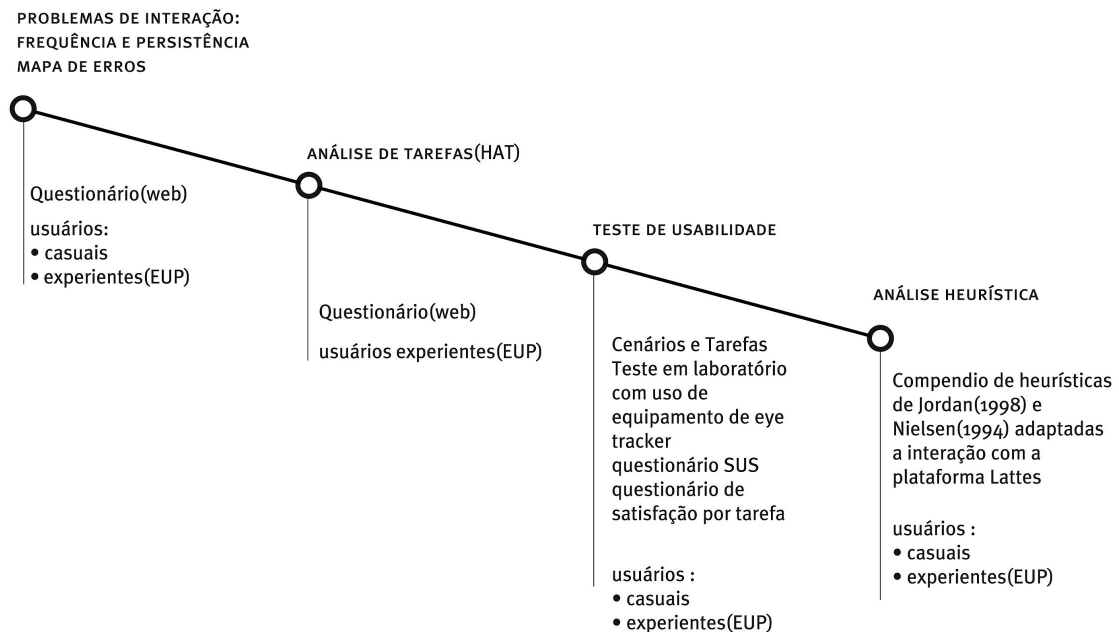 PROBLEMAS DE INTERAÇÃO:
FREQUÊNCIA E PERSISTÊNCIA
MAPA DE ERROS
Questionário(web)
usuários:
• casuais
• experientes(EUP)
ANÁLISE DE TAREFAS(HAT)
Questionário(web)
usuários experientes(EUP)
TESTE DE USABILIDADE
Cenários e Tarefas
Teste em laboratório
com uso de
equipamento de eye
tracker
questionário SUS
questionário de
satisfação por tarefa
usuários :
• casuais
• experientes(EUP)
ANÁLISE HEURÍSTICA
Compendio de heurísticas
de Jordan(1998) e
Nielsen(1994) adaptadas
a interação com a
plataforma Lattes
usuários :
• casuais
• experientes(EUP)